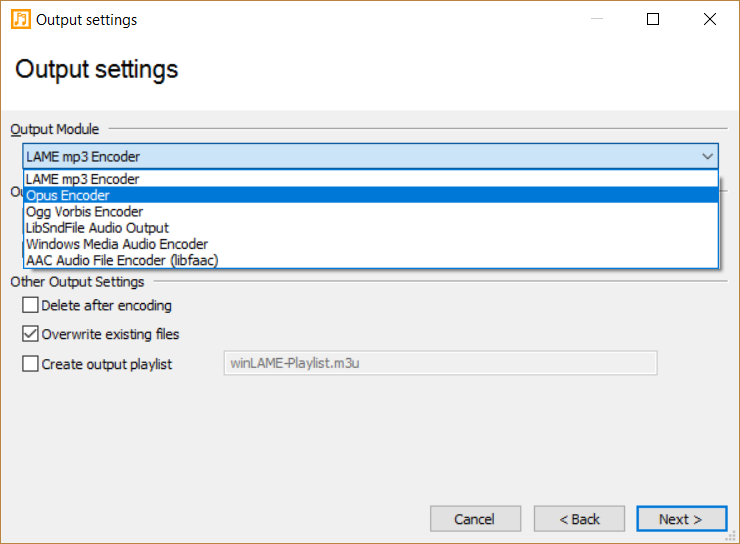 Output settings
Output settings
Output Module
LAME mp3 Encoder
LAME mp3 Encoder
Opus Encoder
Ogg Vorbis Encoder
LibSndFile Audio Output
Windows Media Audio Encoder
AAC Audio File Encoder (libfaac)
Other Output Settings
Delete after encoding
Overwrite existing files
Create output playlist winLAME-Playlist.m3u
Cancel < Back Next >